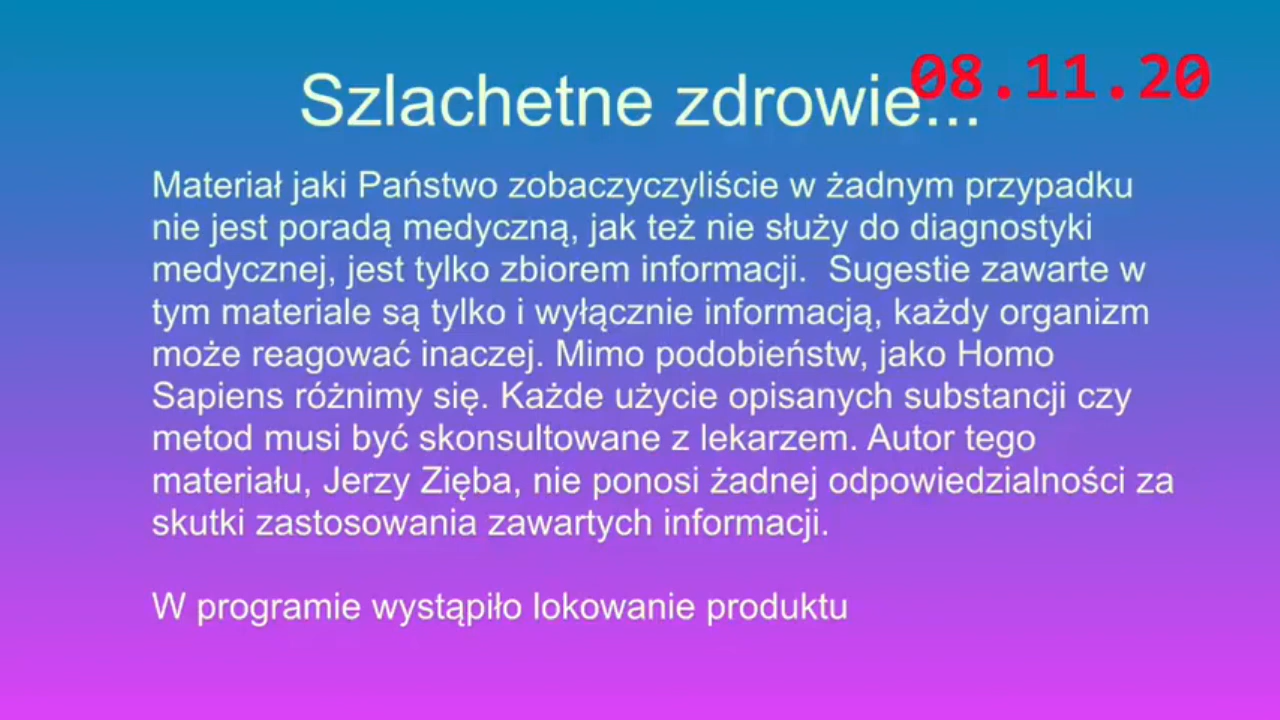 08.11.20
Szlachetne zdrowie...
Materiał jaki Państwo zobaczyczyliście w żadnym przypadku
nie jest poradą medyczną, jak też nie służy do diagnostyki
medycznej, jest tylko zbiorem informacji.  Sugestie zawarte w
tym materiale są tylko i wyłącznie informacją, każdy organizm
może reagować inaczej. Mimo podobieństw, jako Homo
Sapiens różnimy się. Każde użycie opisanych substancji czy
metod musi być skonsultowane z lekarzem. Autor tego
materiału, Jerzy Zięba, nie ponosi żadnej odpowiedzialności za
skutki zastosowania zawartych informacji.
W programie wystąpiło lokowanie produktu